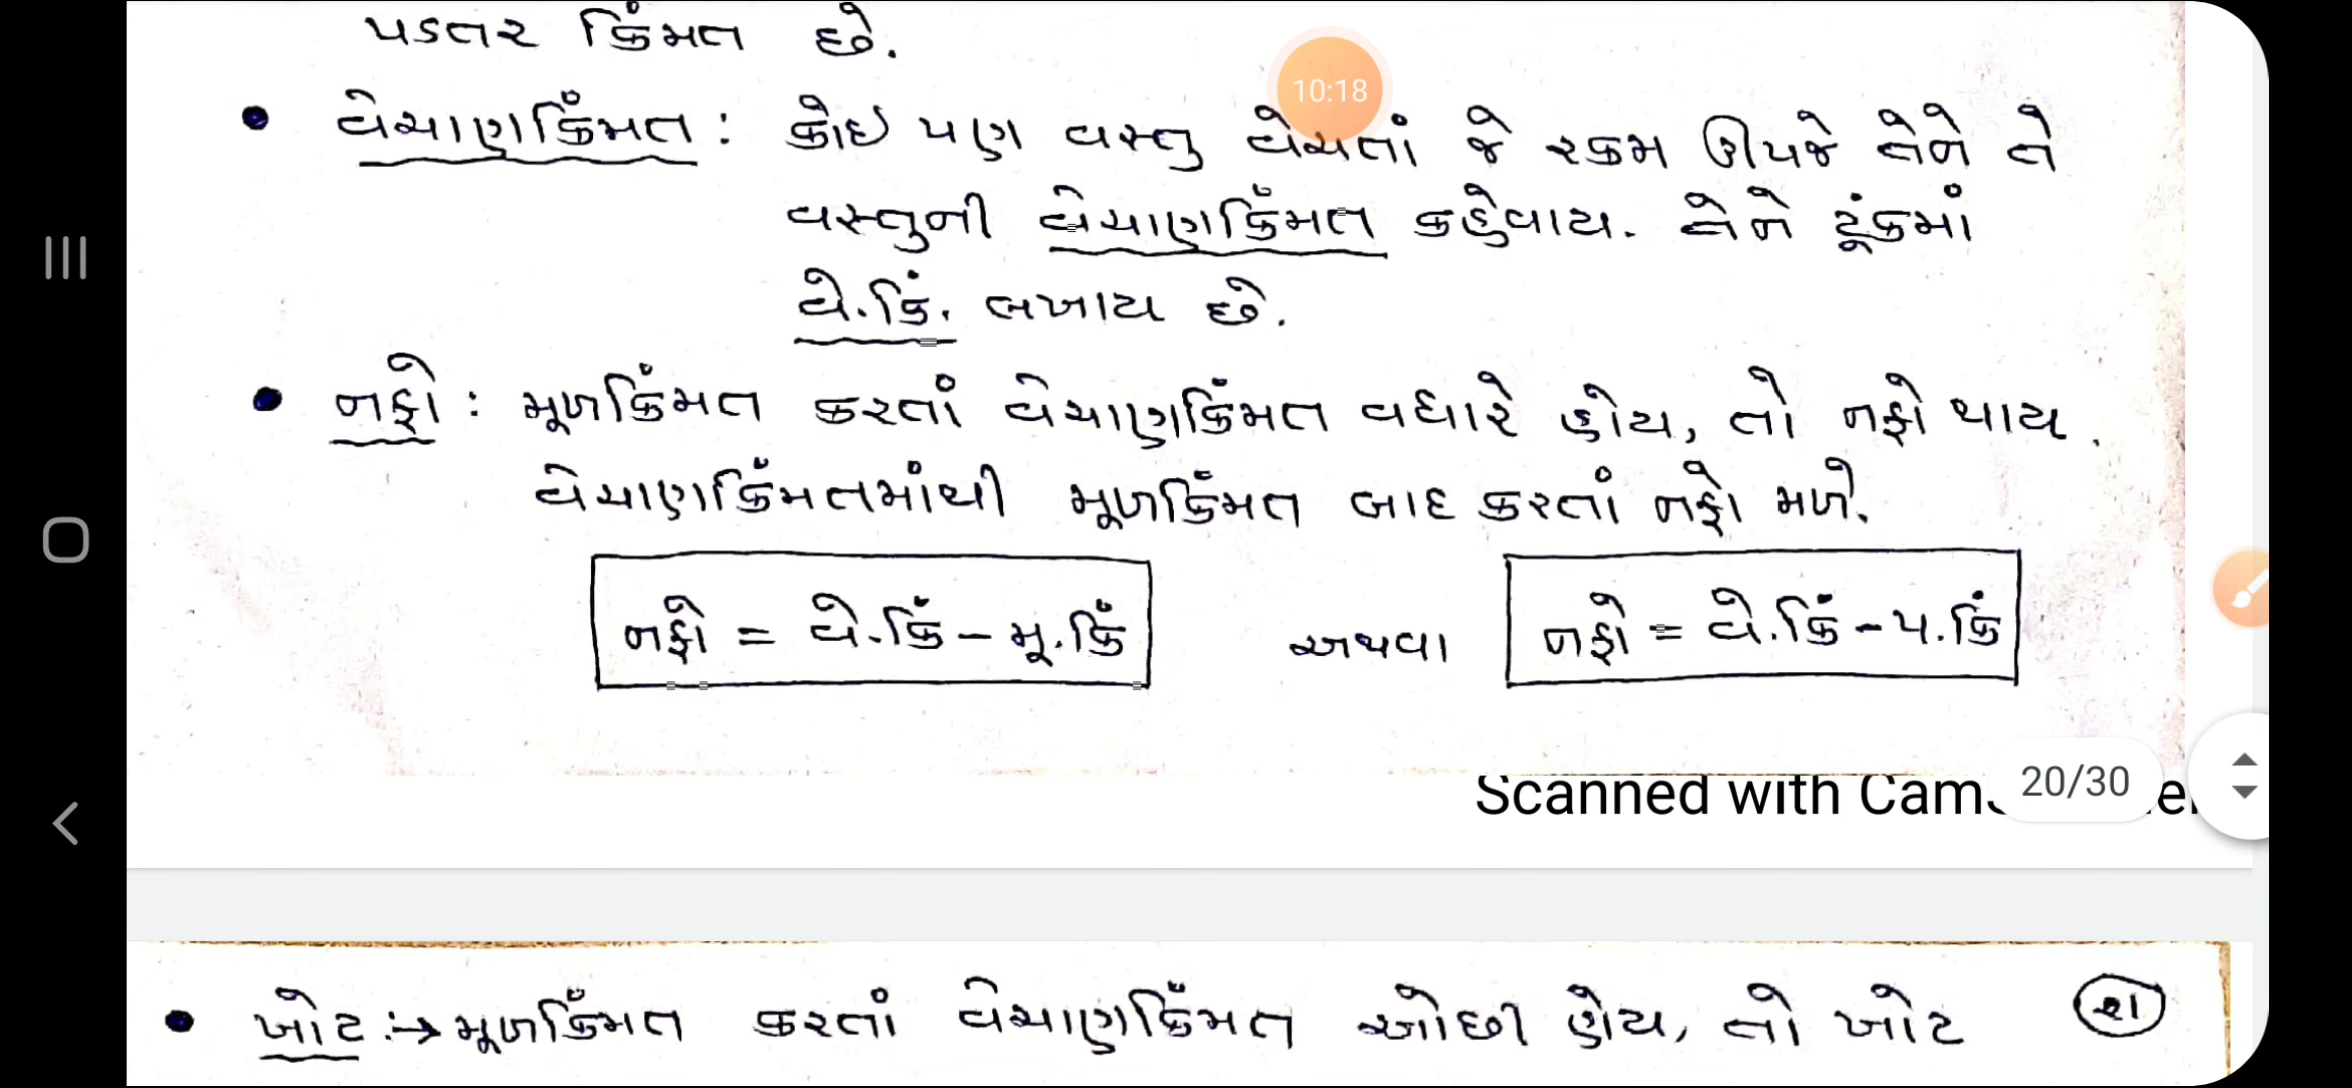 પડતર કિંમત છે.
10:18
• વેચાણકિંમત : કોઈ પણ વસ્તુ વેચતાં જે રકમ ઊપજે તેને તે
વસ્તુની વેચાણકિંમત કહેવાય. તેને ટૂંકમાં
વે.કિં. લખાય છે.
• નફો : મૂળકિંમત કરતાં વેચાણકિંમત વધારે હોય, તો નફો થાય.
વેચાણકિંમતમાંથી મૂળકિંમત બાદ કરતાં નફો મળે.
નફો = વે.કિં - મૂ.કિં અથવા નફો = વે.કિં - પ.કિં
Scanned with
20/30
• ખોટ :→ મૂળકિંમત કરતાં વેચાણકિંમત ઓછી હોય, તો ખોટ ૨૧